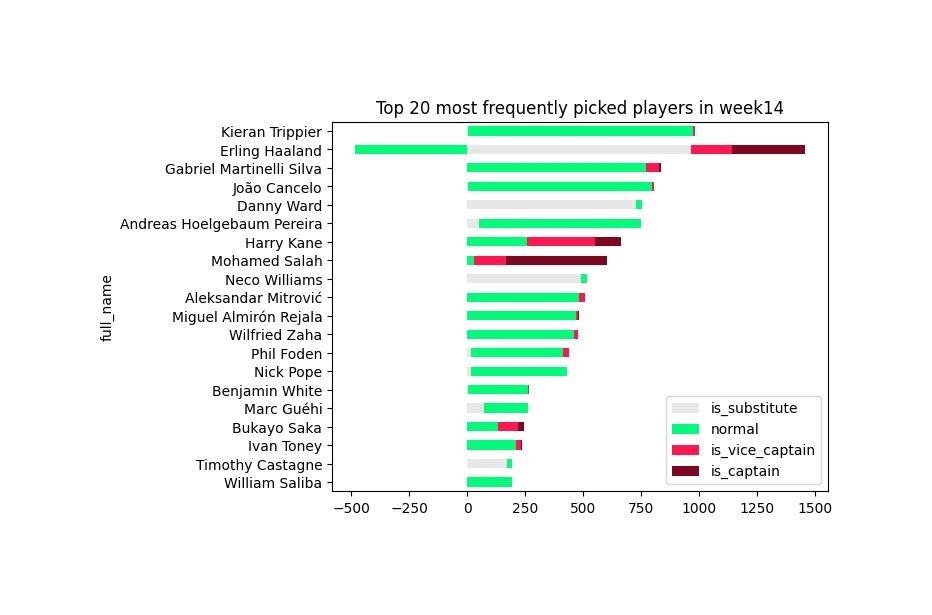 Top 20 most frequently picked players in week14
full_name
Kieran Trippier
Erling Haaland
Gabriel Martinelli Silva
João Cancelo
Danny Ward
Andreas Hoelgebaum Pereira
Harry Kane
Mohamed Salah
Neco Williams
Aleksandar Mitrović
Miguel Almirón Rejala
Wilfried Zaha
Phil Foden
Nick Pope
Benjamin White
Marc Guéhi
Bukayo Saka
Ivan Toney
Timothy Castagne
William Saliba
is_substitute
normal
is_vice_captain
is_captain
−500 −250 0 250 500 750 1000 1250 1500